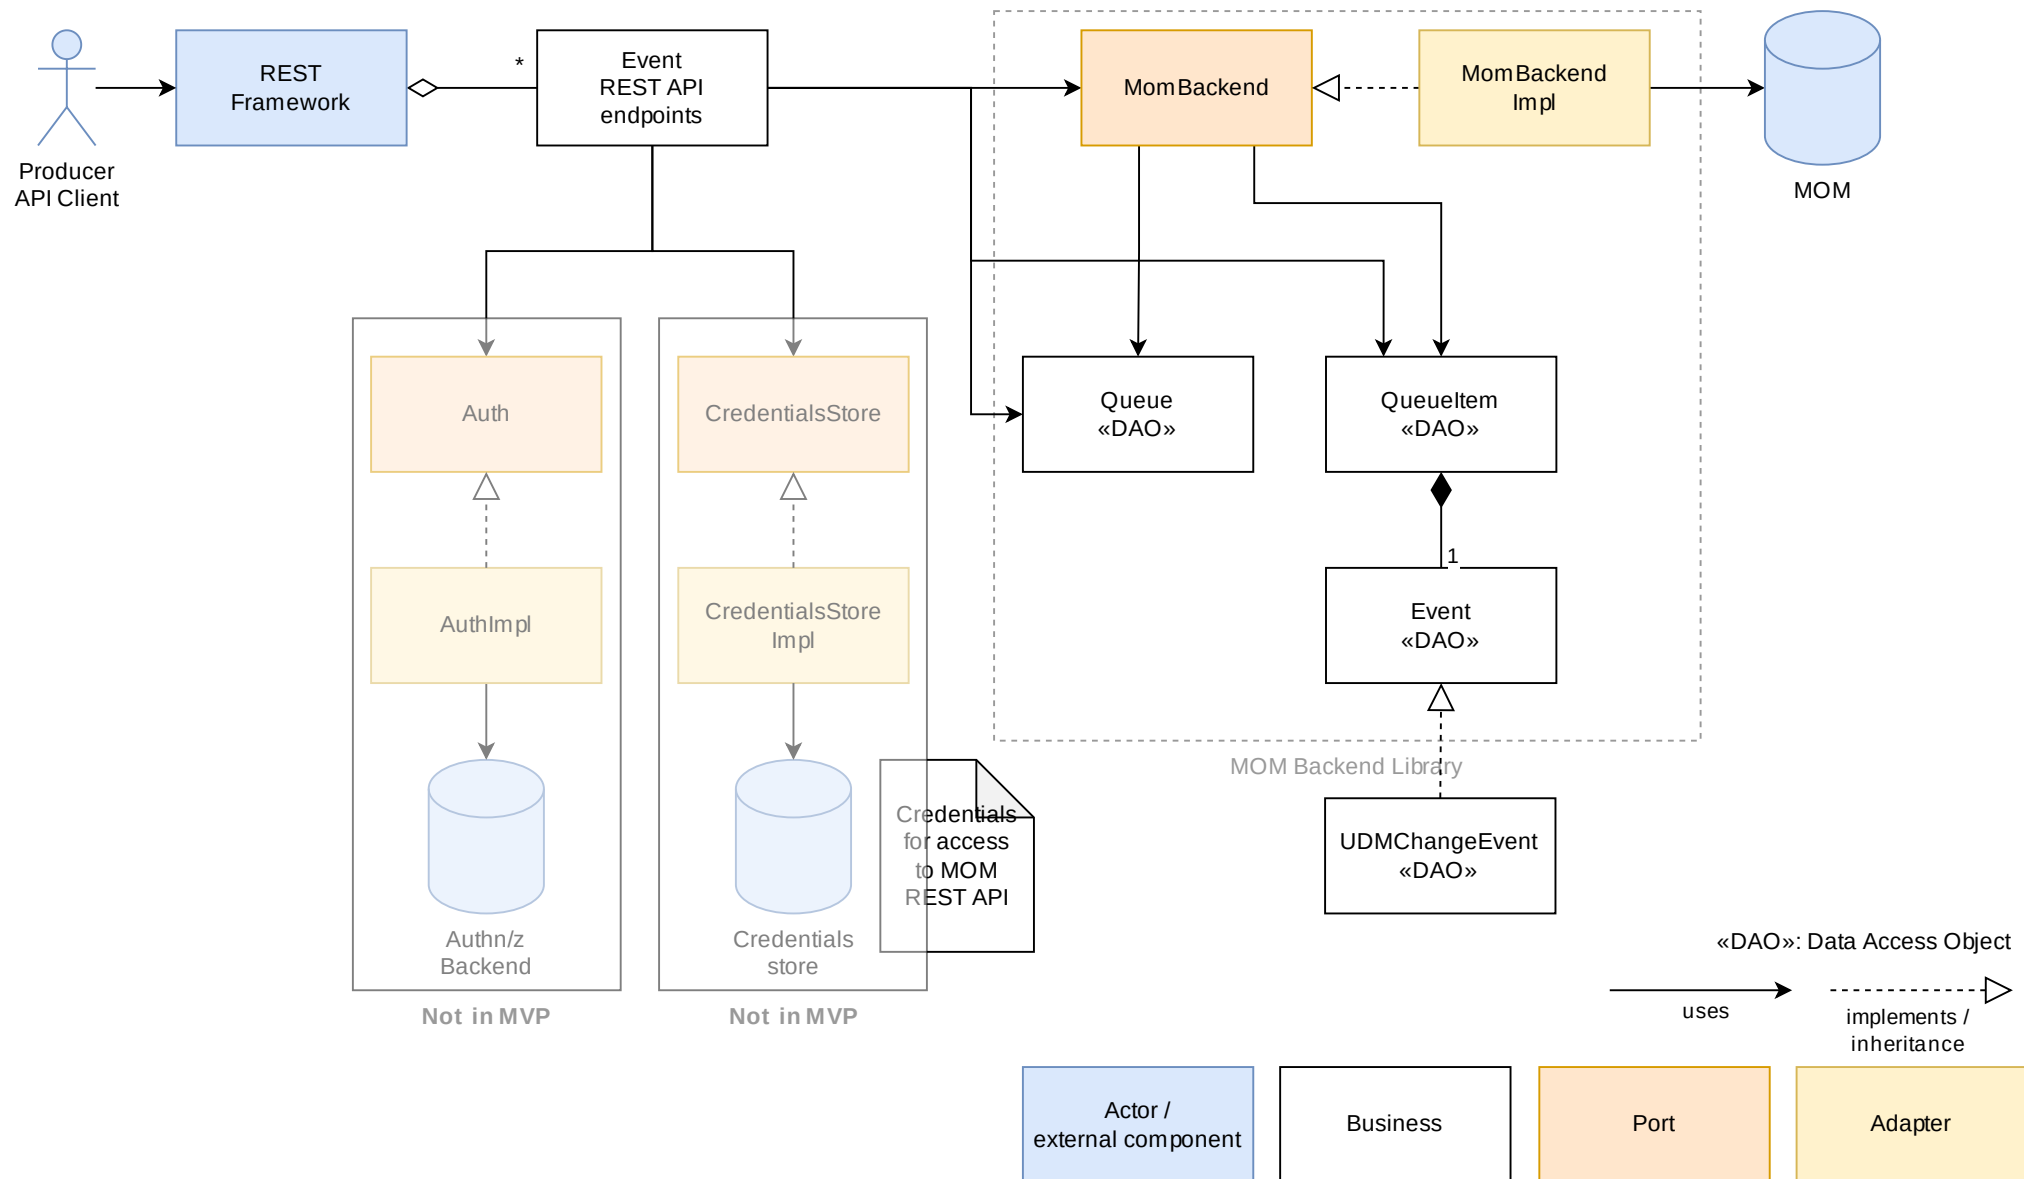 REST
Framework
*
Event
REST API
endpoints
MomBackend
MomBackend
Impl
Producer
API Client
MOM
Auth
CredentialsStore
Queue
«DAO»
QueueItem
«DAO»
AuthImpl
CredentialsStore
Impl
1
Event
«DAO»
MOM Backend Library
Credentials
for access
to MOM
REST API
UDMChangeEvent
«DAO»
Authn/z
Backend
Credentials
store
«DAO»: Data Access Object
Not in MVP
Not in MVP
uses
implements /
inheritance
Actor /
external component
Business
Port
Adapter